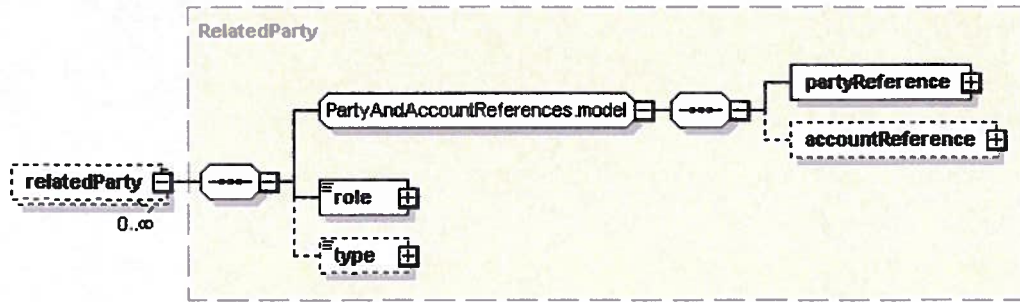 RelatedParty
partyReference
PartyAndAccountReferences.model
accountReference
relatedParty
0..∞
role
type